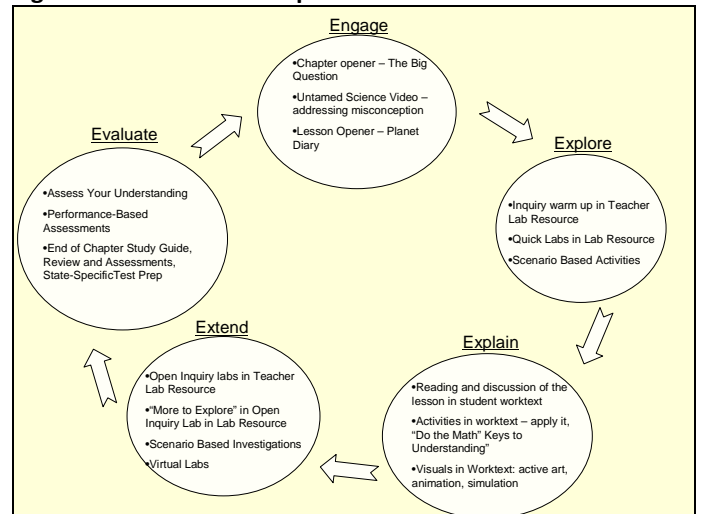 Engage
•Chapter opener – The Big
Question
•Untamed Science Video –
addressing misconception
•Lesson Opener – Planet
Diary
Explore
•Inquiry warm up in Teacher
Lab Resource
•Quick Labs in Lab Resource
•Scenario Based Activities
Explain
•Reading and discussion of the
lesson in student worktext
•Activities in worktext – apply it,
“Do the Math” Keys to
Understanding”
•Visuals in Worktext: active art,
animation, simulation
Extend
•Open Inquiry labs in Teacher
Lab Resource
•“More to Explore” in Open
Inquiry Lab in Lab Resource
•Scenario Based Investigations
•Virtual Labs
Evaluate
•Assess Your Understanding
•Performance-Based
Assessments
•End of Chapter Study Guide,
Review and Assessments,
State-SpecificTest Prep